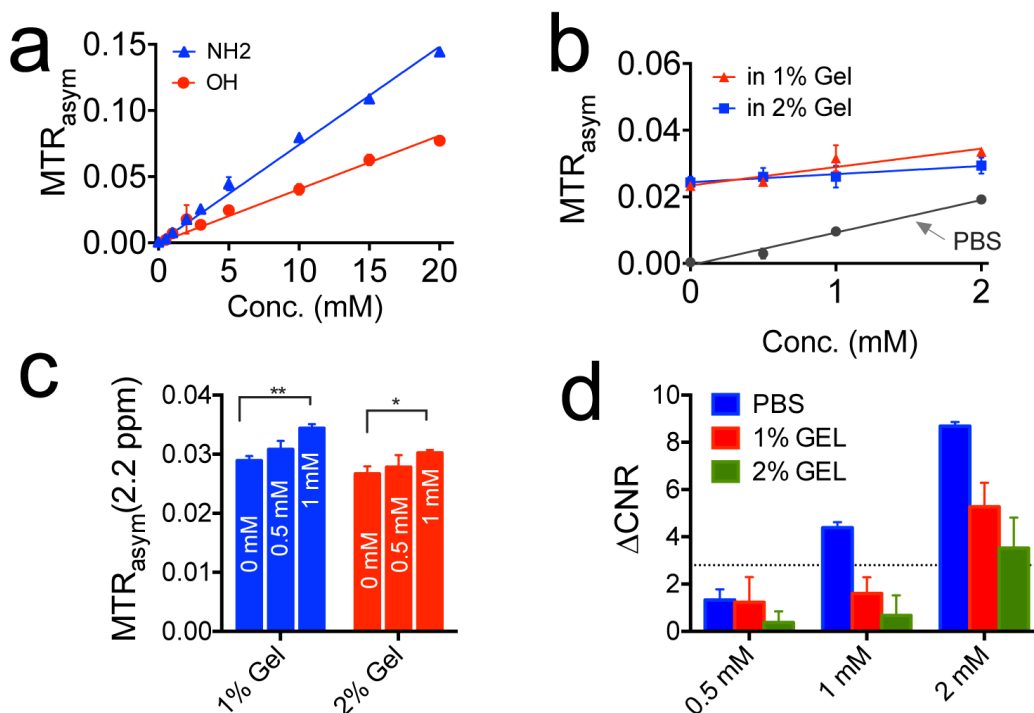 a
MTRasym
0.15
0.10
0.05
0.00
NH2
OH
0 5 10 15 20
Conc. (mM)
b
MTRasym
0.06
0.04
0.02
0.00
in 1% Gel
in 2% Gel
PBS
0 1 2
Conc. (mM)
c
MTRasym(2.2 ppm)
0.04
0.03
0.02
0.01
0.00
**
*
0 mM
0.5 mM
1 mM
0 mM
0.5 mM
1 mM
1% Gel
2% Gel
d
ΔCNR
10
8
6
4
2
0
PBS
1% GEL
2% GEL
0.5 mM
1 mM
2 mM